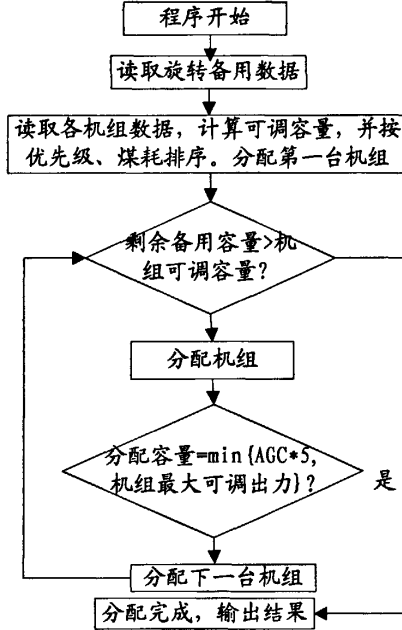 程序开始
读取旋转备用数据
读取各机组数据，计算可调容量，并按
优先级、煤耗排序。分配第一台机组
剩余备用容量>机
组可调容量？
分配机组
分配容量=min{AGC*5,
机组最大可调出力}？
是
分配下一台机组
分配完成，输出结果